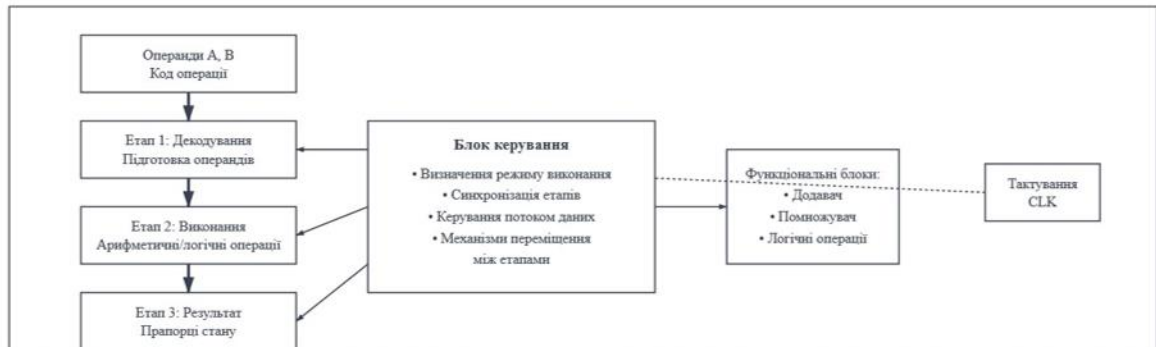 Операнди A, B
Код операції
Етап 1: Декодування
Підготовка операндів
Етап 2: Виконання
Арифметичні/логічні операції
Етап 3: Результат
Прапорці стану
Блок керування
• Визначення режиму виконання
• Синхронізація етапів
• Керування потоком даних
• Механізми переміщення
між етапами
Функціональні блоки:
• Додавач
• Помножувач
• Логічні операції
Тактування
CLK